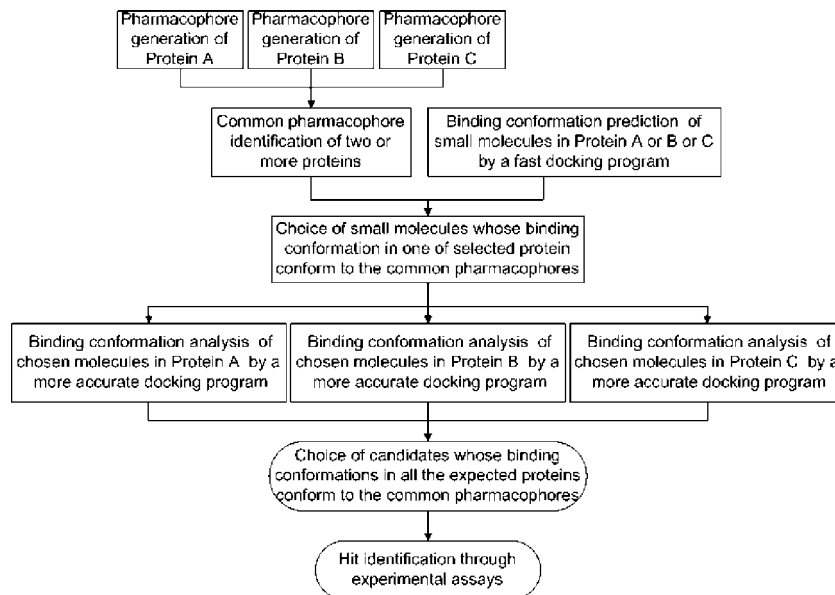 Pharmacophore
generation of
Protein A
Pharmacophore
generation of
Protein B
Pharmacophore
generation of
Protein C
Common pharmacophore
identification of two or
more proteins
Binding conformation prediction of
small molecules in Protein A or B or C
by a fast docking program
Choice of small molecules whose binding
conformation in one of selected protein
conform to the common pharmacophores
Binding conformation analysis of
chosen molecules in Protein A by a
more accurate docking program
Binding conformation analysis of
chosen molecules in Protein B by a
more accurate docking program
Binding conformation analysis of
chosen molecules in Protein C by a
more accurate docking program
Choice of candidates whose binding
conformations in all the expected proteins
conform to the common pharmacophores
Hit identification through
experimental assays